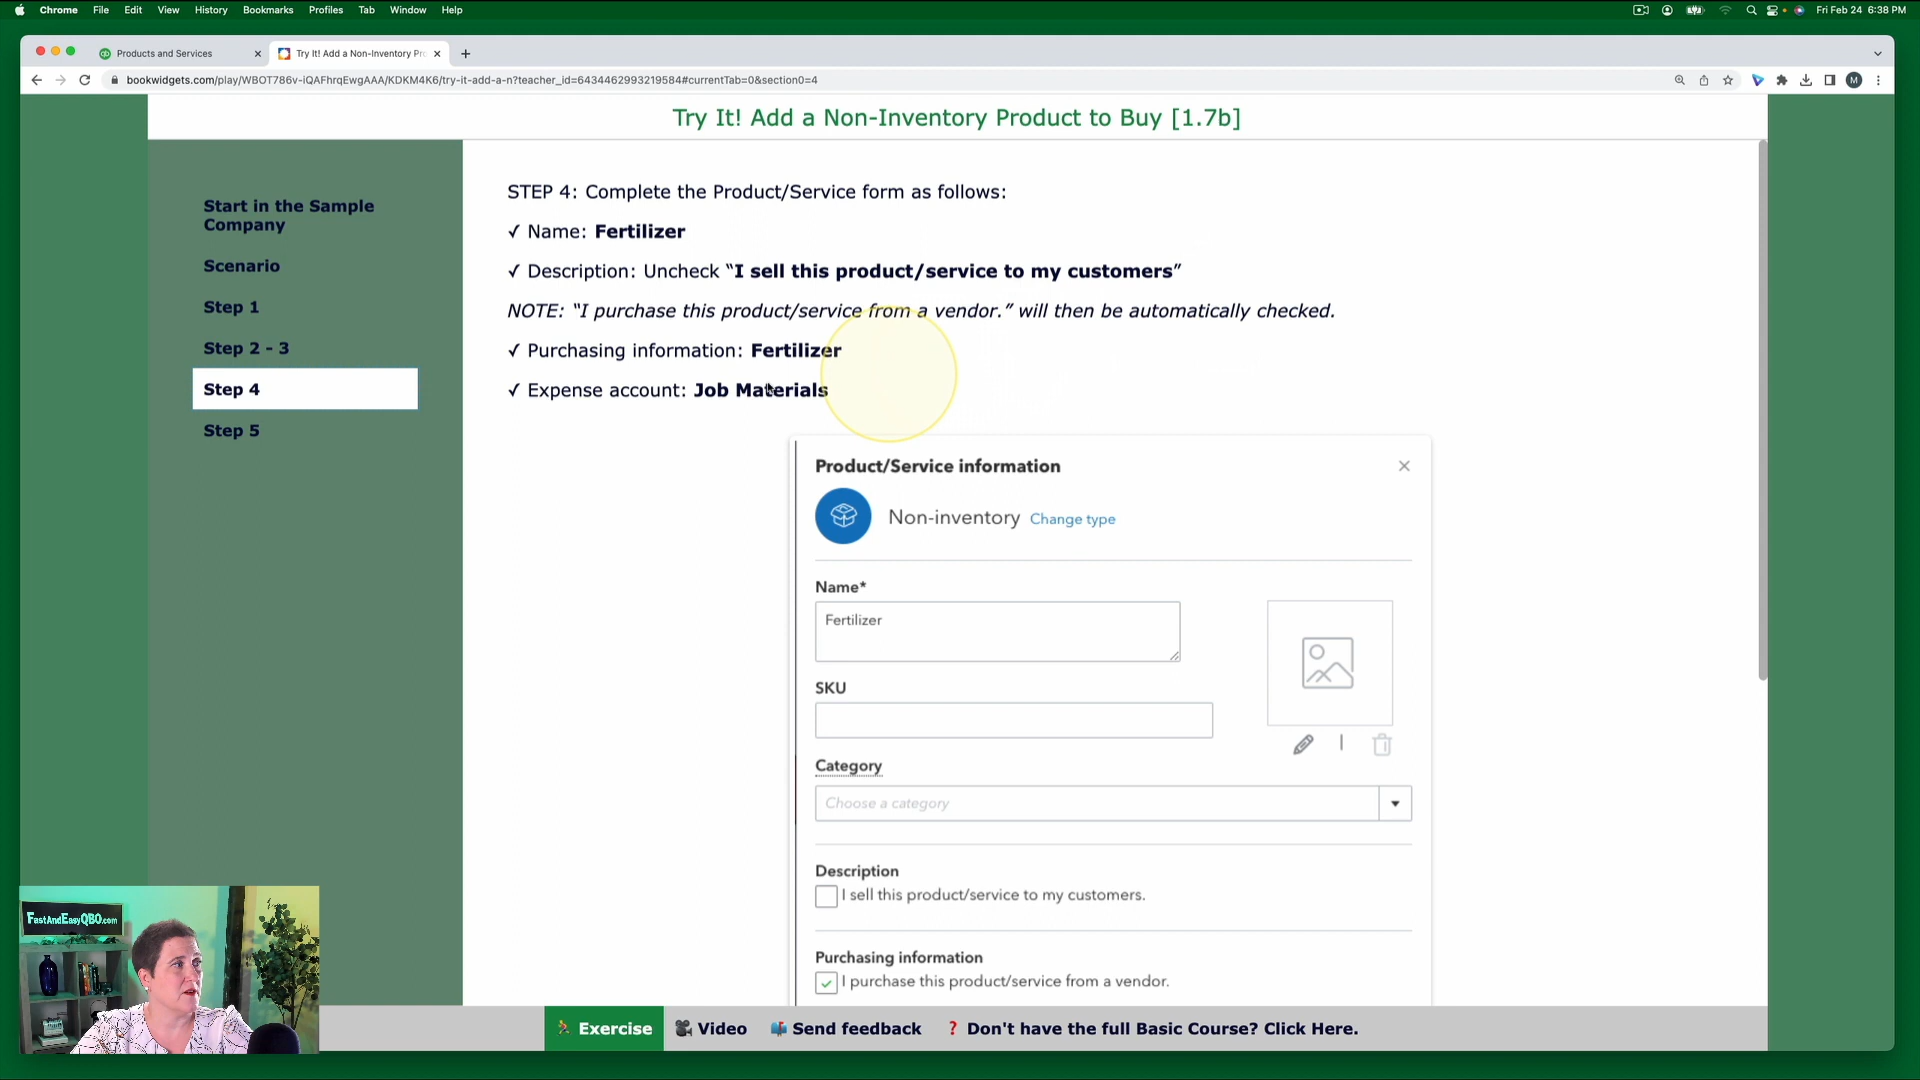 Chrome File Edit View History Bookmarks Profiles Tab Window Help
Fri Feb 24 6:38 PM
Products and Services
Try It! Add a Non-Inventory Pr
bookwidgets.com/play/WBOT786v-iQAFhrqEwgAAA/KDKM4K6/try-it-add-a-n?teacher_id=6434462993219584#currentTab=0&section0=4
M
Try It! Add a Non-Inventory Product to Buy [1.7b]
Start in the Sample
Company
Scenario
Step 1
Step 2 - 3
Step 4
Step 5
STEP 4: Complete the Product/Service form as follows:
✓ Name: Fertilizer
✓ Description: Uncheck “I sell this product/service to my customers”
NOTE: “I purchase this product/service from a vendor.” will then be automatically checked.
✓ Purchasing information: Fertilizer
✓ Expense account: Job Materials
Product/Service information
Non-inventory Change type
Name*
Fertilizer
SKU
Category
Choose a category
Description
I sell this product/service to my customers.
Purchasing information
I purchase this product/service from a vendor.
FastAndEasyQBO.com
Exercise Video Send feedback ? Don't have the full Basic Course? Click Here.